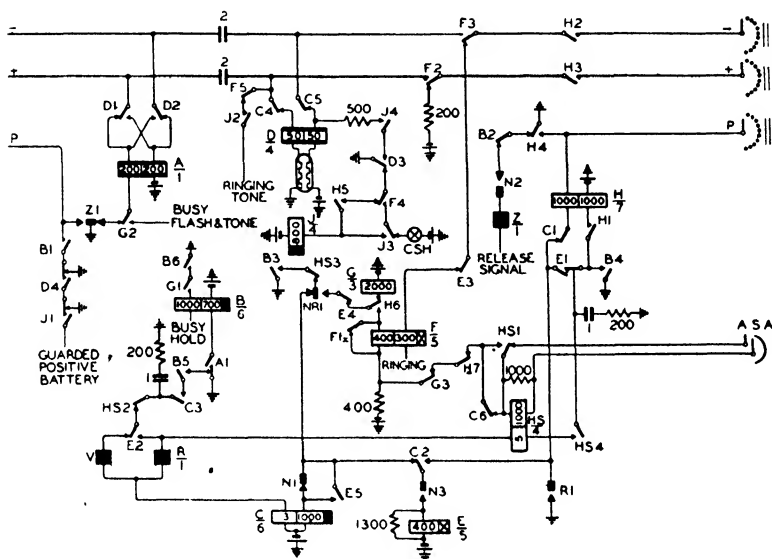 2
F3
H2
-
-
2
F2
H3
+
+
D1
D2
F5
C4
C5
500
J4
200
P
J2
50 50
D
4
D3
B2
H4
P
A
1
200 200
RINGING
TONE
H5
F4
N2
1000 1000
H
7
Z1
G2
BUSY
FLASH & TONE
J3
CSH
Z
1
C1
H1
B1
B6
B3
HS3
G
3
2000
E3
RELEASE
SIGNAL
E1
B4
D4
G1
1000 700
B
6
NR1
E4
H6
J1
BUSY
HOLD
F1x
400 300
F
5
1
200
GUARDED
POSITIVE
BATTERY
200
B5
A1
RINGING
HS1
A S A
1
H7
G3
1000
HS2
C3
400
C6
1000
HS
4
E2
5
V
R
1
C2
HS4
N1
E5
N3
R1
C
6
3 1000
1300
400
E
5